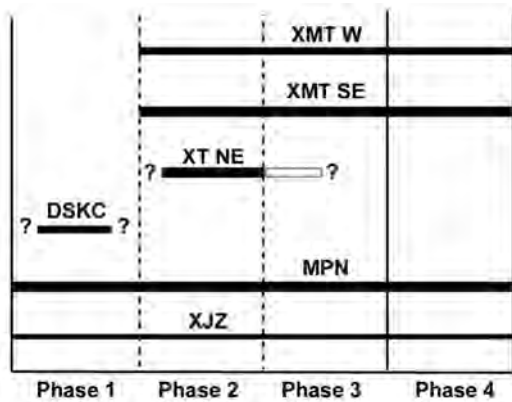 XMT W
XMT SE
XT NE
? ?
DSKC
? ?
MPN
XJZ
Phase 1 Phase 2 Phase 3 Phase 4